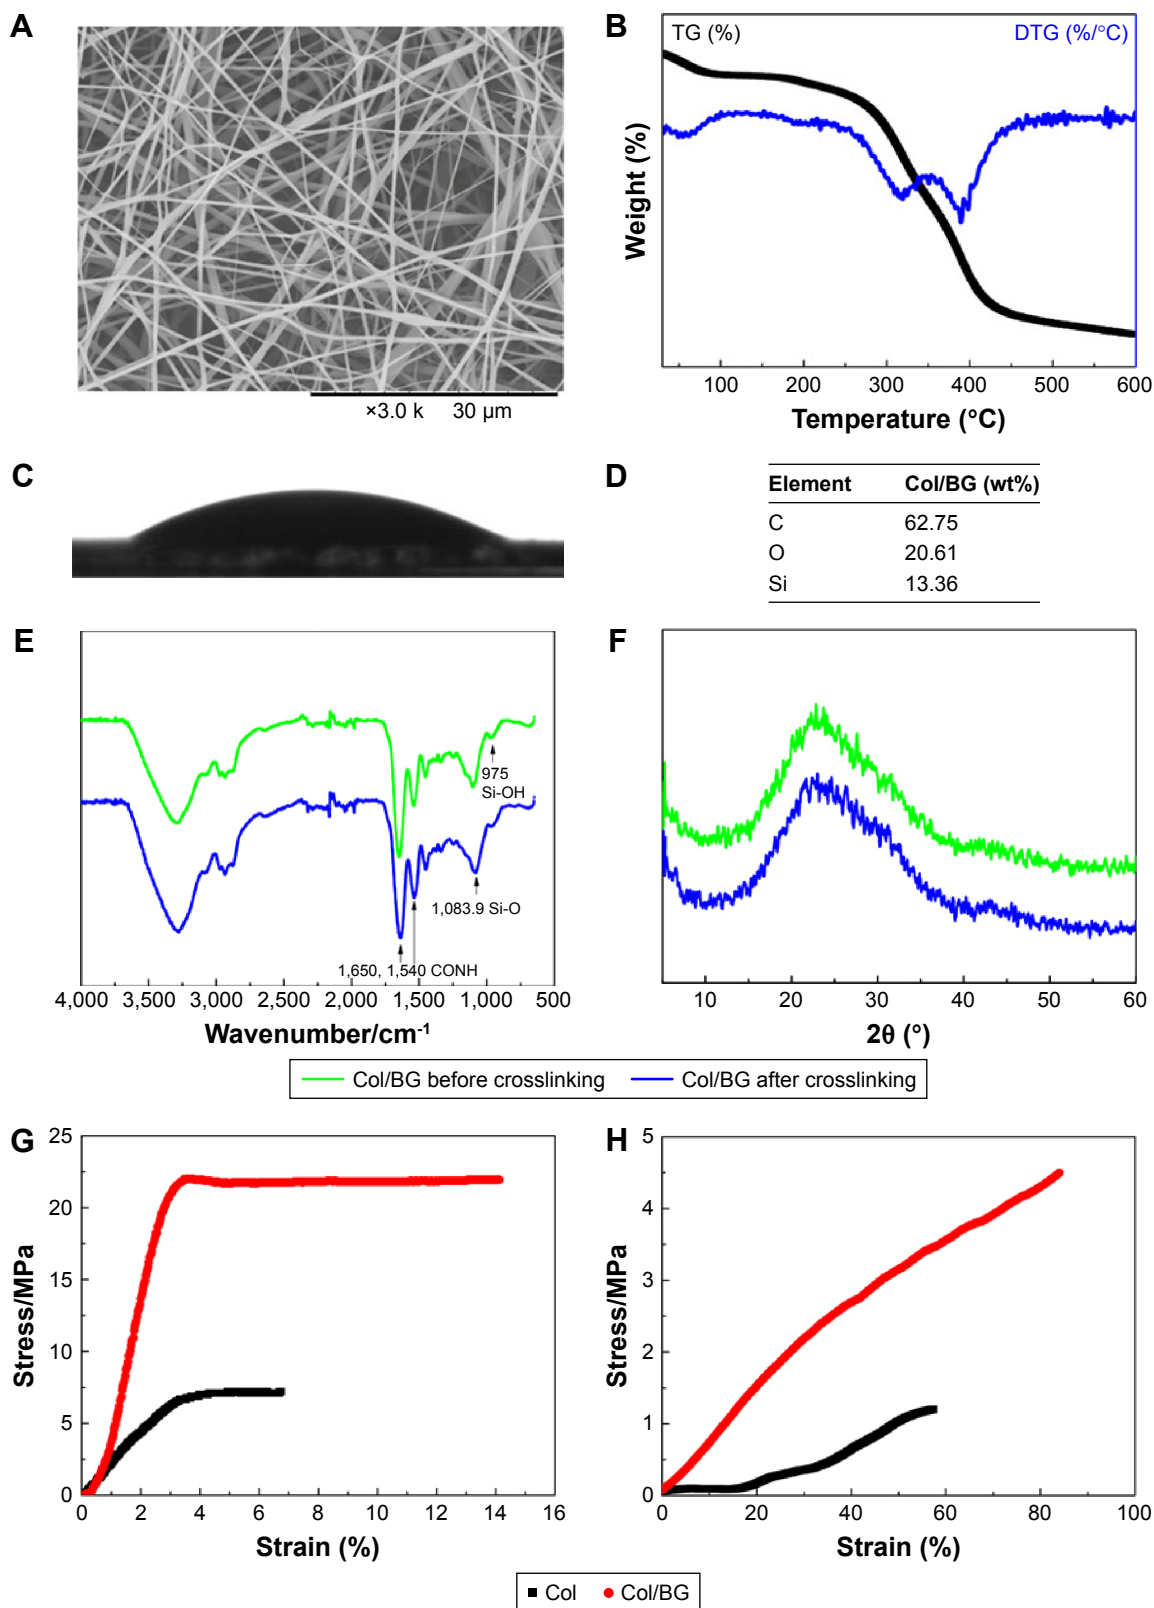 A
×3.0 k 30 µm
B
TG (%) DTG (%/°C)
Weight (%)
100 200 300 400 500 600
Temperature (°C)
C
D
Element Col/BG (wt%)
C 62.75
O 20.61
Si 13.36
E
975
Si-OH
1,083.9 Si-O
1,650, 1,540 CONH
4,000 3,500 3,000 2,500 2,000 1,500 1,000 500
Wavenumber/cm⁻¹
F
10 20 30 40 50 60
2θ (°)
Col/BG before crosslinking Col/BG after crosslinking
G
25
20
15
10
5
0
Stress/MPa
0 2 4 6 8 10 12 14 16
Strain (%)
H
5
4
3
2
1
0
Stress/MPa
0 20 40 60 80 100
Strain (%)
Col Col/BG